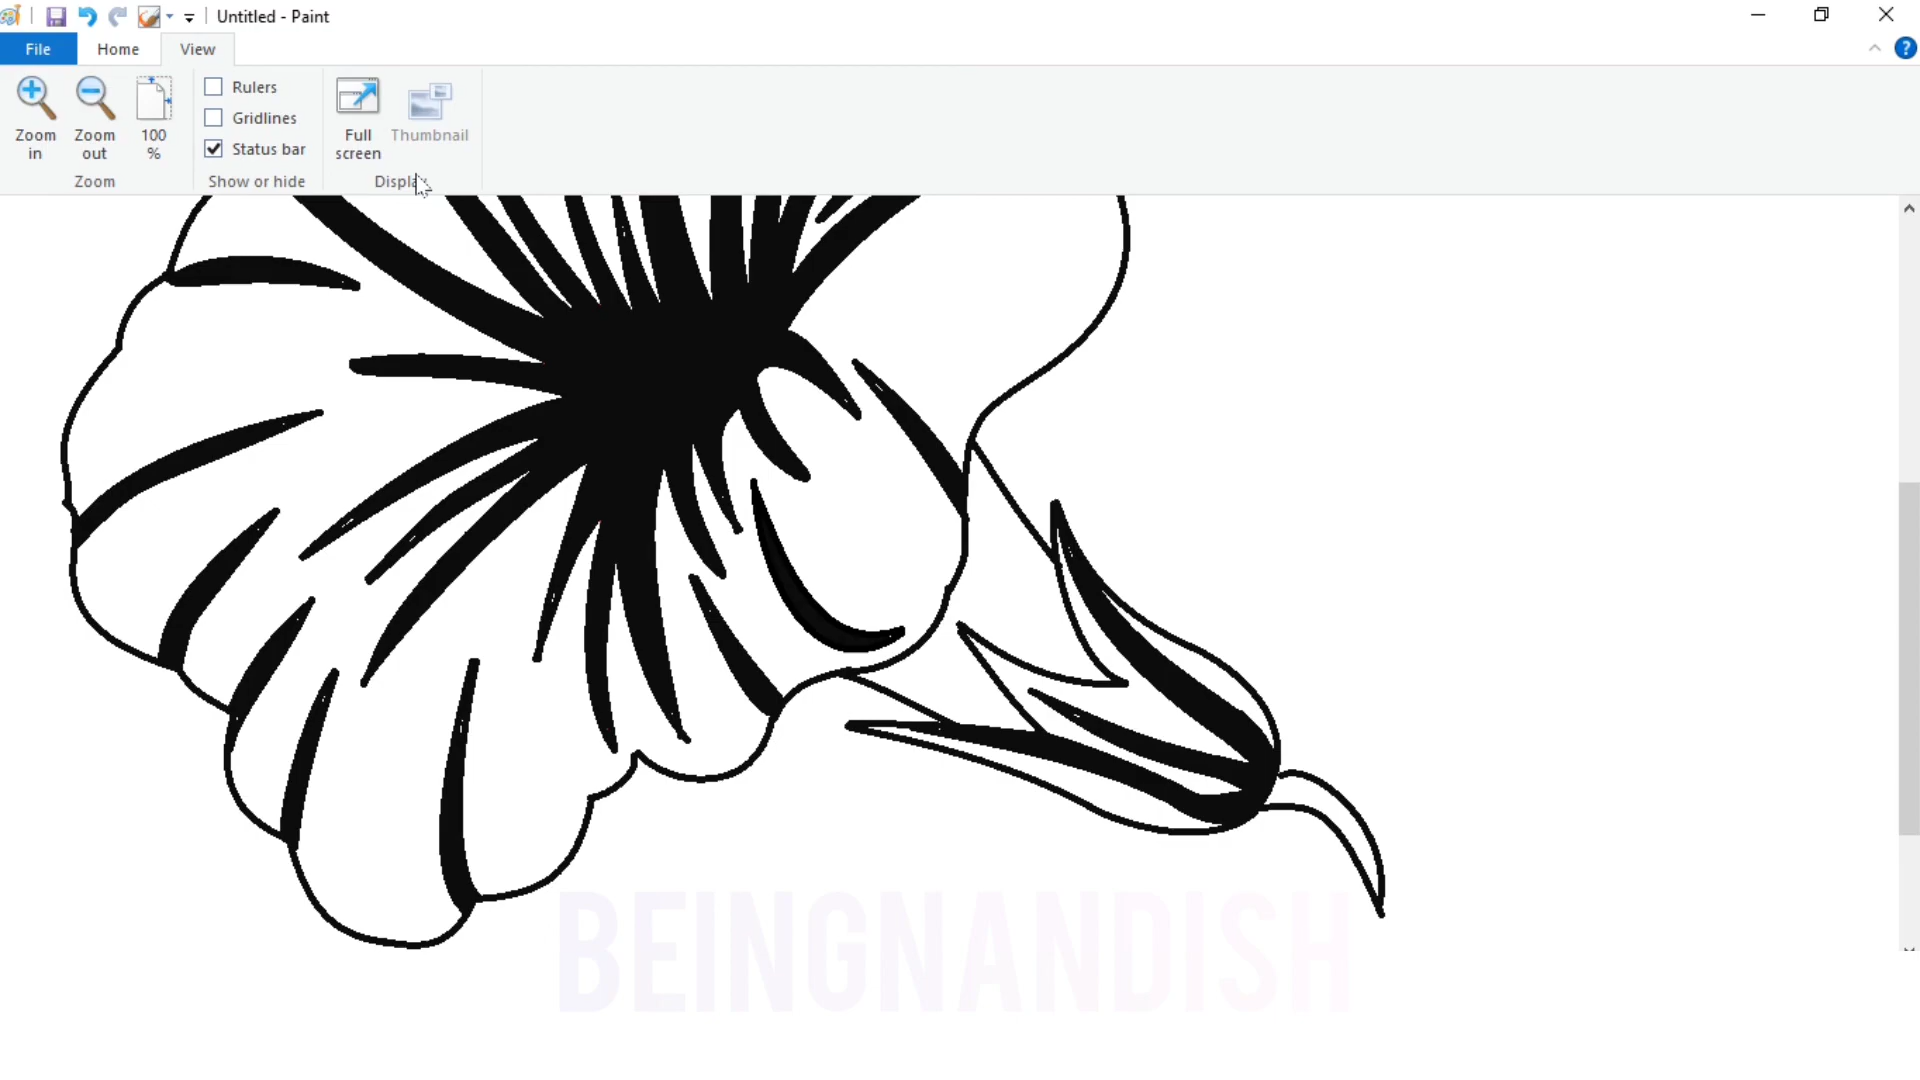 Untitled - Paint
File Home View
Zoom in
Zoom out
100 %
Rulers
Gridlines
Status bar
Full screen
Thumbnail
Zoom
Show or hide
Display
BEINGNANDISH